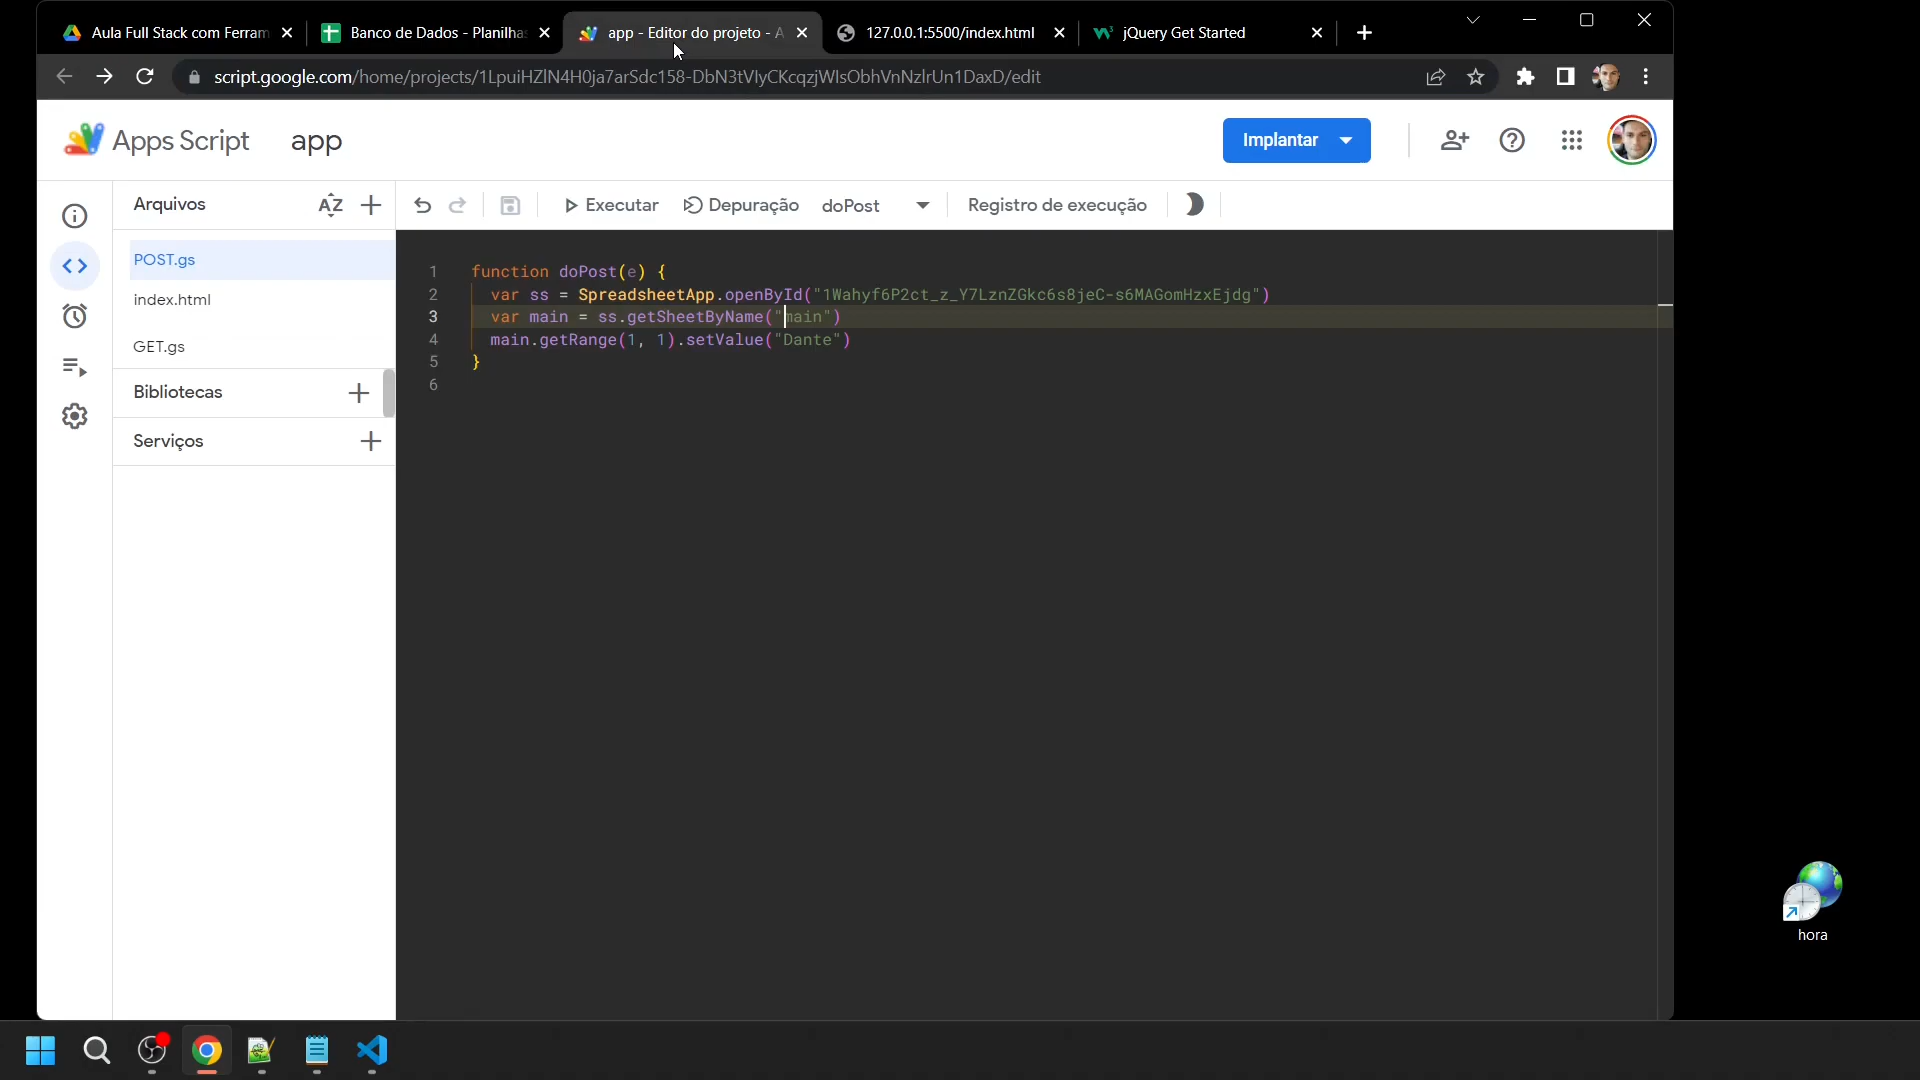 Aula Full Stack com Ferram
Banco de Dados - Planilhas
app - Editor do projeto - A
127.0.0.1:5500/index.html
jQuery Get Started
script.google.com/home/projects/1LpuiHZlN4H0ja7arSdc158-DbN3tVlyCKcqzjWIsObhVnNzlrUn1DaxD/edit
Apps Script
app
Implantar
Arquivos
AZ
Executar
Depuração
doPost
Registro de execução
POST.gs
index.html
GET.gs
Bibliotecas
Serviços
1 function doPost(e) {
2 var ss = SpreadsheetApp.openById("1Wahyf6P2ct_z_Y7LznZGkc6s8jeC-s6MAGomHzxEjdg")
3 var main = ss.getSheetByName("main")
4 main.getRange(1, 1).setValue("Dante")
5 }
6
hora